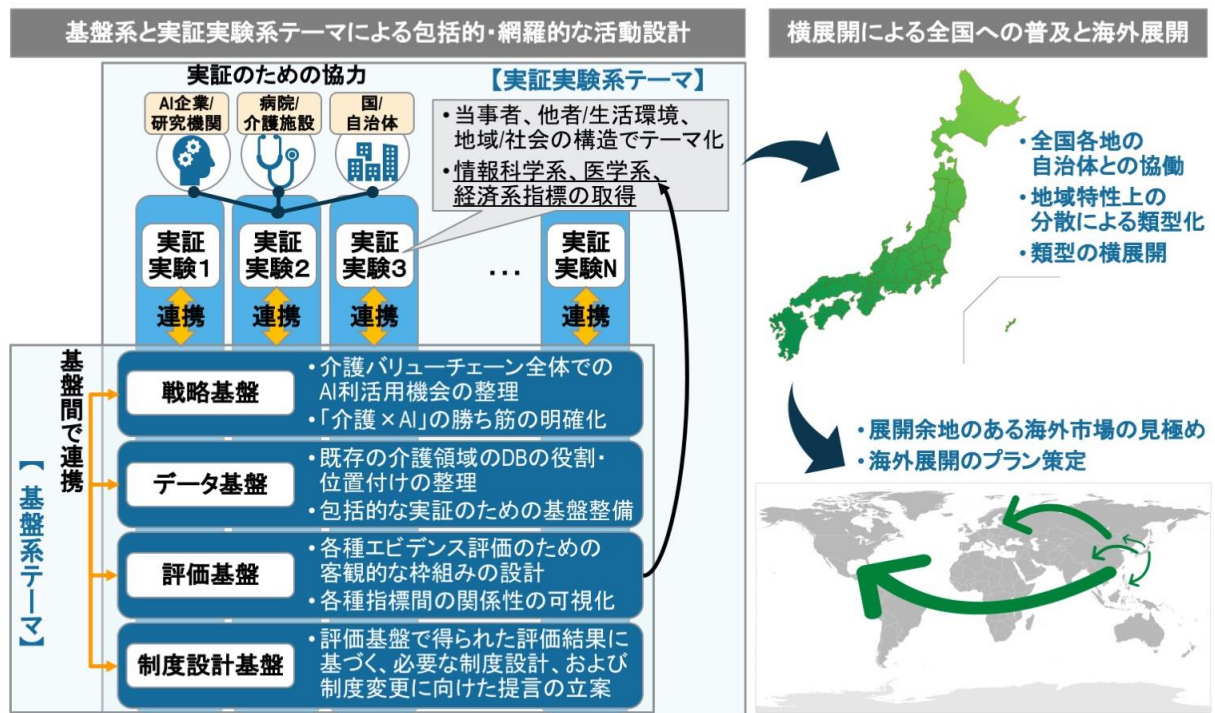 基盤系と実証実験系テーマによる包括的・網羅的な活動設計
実証のための協力
AI企業/
研究機関
病院/
介護施設
国/
自治体
【実証実験系テーマ】
・当事者、他者/生活環境、
地域/社会の構造でテーマ化
・情報科学系、医学系、
経済系指標の取得
実証
実験1
実証
実験2
実証
実験3
...
実証
実験N
連携
連携
連携
連携
基盤間で連携
【基盤系テーマ】
戦略基盤
・介護バリューチェーン全体での
AI利活用機会の整理
・「介護×AI」の勝ち筋の明確化
データ基盤
・既存の介護領域のDBの役割・
位置付けの整理
・包括的な実証のための基盤整備
評価基盤
・各種エビデンス評価のための
客観的な枠組みの設計
・各種指標間の関係性の可視化
制度設計基盤
・評価基盤で得られた評価結果に
基づく、必要な制度設計、および
制度変更に向けた提言の立案
横展開による全国への普及と海外展開
・全国各地の
自治体との協働
・地域特性上の
分散による類型化
・類型の横展開
・展開余地のある海外市場の見極め
・海外展開のプラン策定